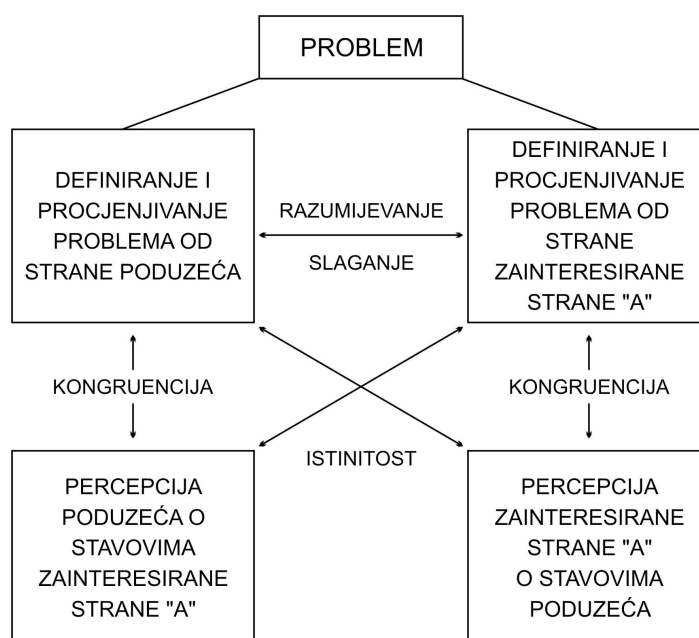 PROBLEM
DEFINIRANJE I
PROCJENJIVANJE
PROBLEMA OD
STRANE PODUZEĆA
RAZUMIJEVANJE
SLAGANJE
DEFINIRANJE I
PROCJENJIVANJE
PROBLEMA OD
STRANE
ZAINTERESIRANE
STRANE "A"
KONGRUENCIJA
KONGRUENCIJA
ISTINITOST
PERCEPCIJA
PODUZEĆA O
STAVOVIMA
ZAINTERESIRANE
STRANE "A"
PERCEPCIJA
ZAINTERESIRANE
STRANE "A"
O STAVOVIMA
PODUZEĆA